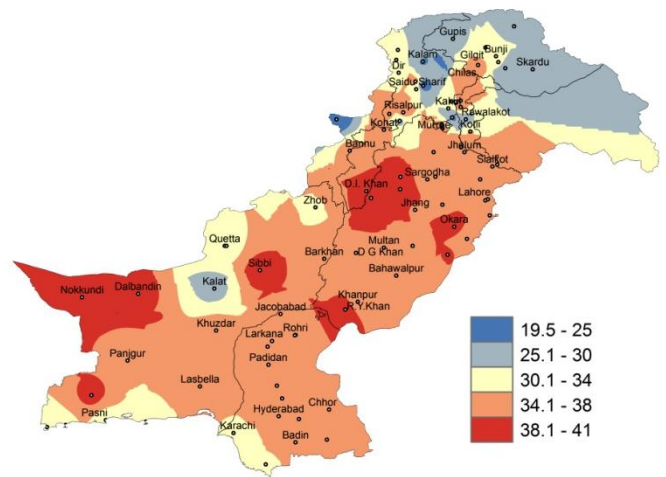 Gupis
Kalam
Gilgit
Bunji
Dir
Skardu
Chilas
Saidu Sharif
Kakul
Risalpur
Rawalakot
Kohat
Kotli
Bannu
Jhelum
Sialkot
Sargodha
D.I. Khan
Lahore
Zhob
Jhang
Okara
Quetta
Multan
Sibbi
Barkhan
D G Khan
Kalat
Bahawalpur
Nokkundi
Dalbandin
Khanpur
Jacobabad
R.Y.Khan
Khuzdar
Rohri
Larkana
Panjgur
Padidan
Lasbella
Pasni
Hyderabad
Chhor
Karachi
Badin
19.5 - 25
25.1 - 30
30.1 - 34
34.1 - 38
38.1 - 41